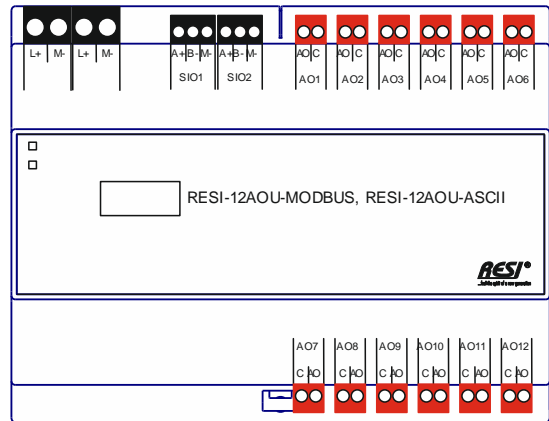 L+ M- L+ M- A+ B- M- A+ B- M- AO C AO C AO C AO C AO C AO C
SIO1 SIO2 AO1 AO2 AO3 AO4 AO5 AO6
RESI-12AOU-MODBUS, RESI-12AOU-ASCII
RESI®
AO7 AO8 AO9 AO10 AO11 AO12
C AO C AO C AO C AO C AO C AO